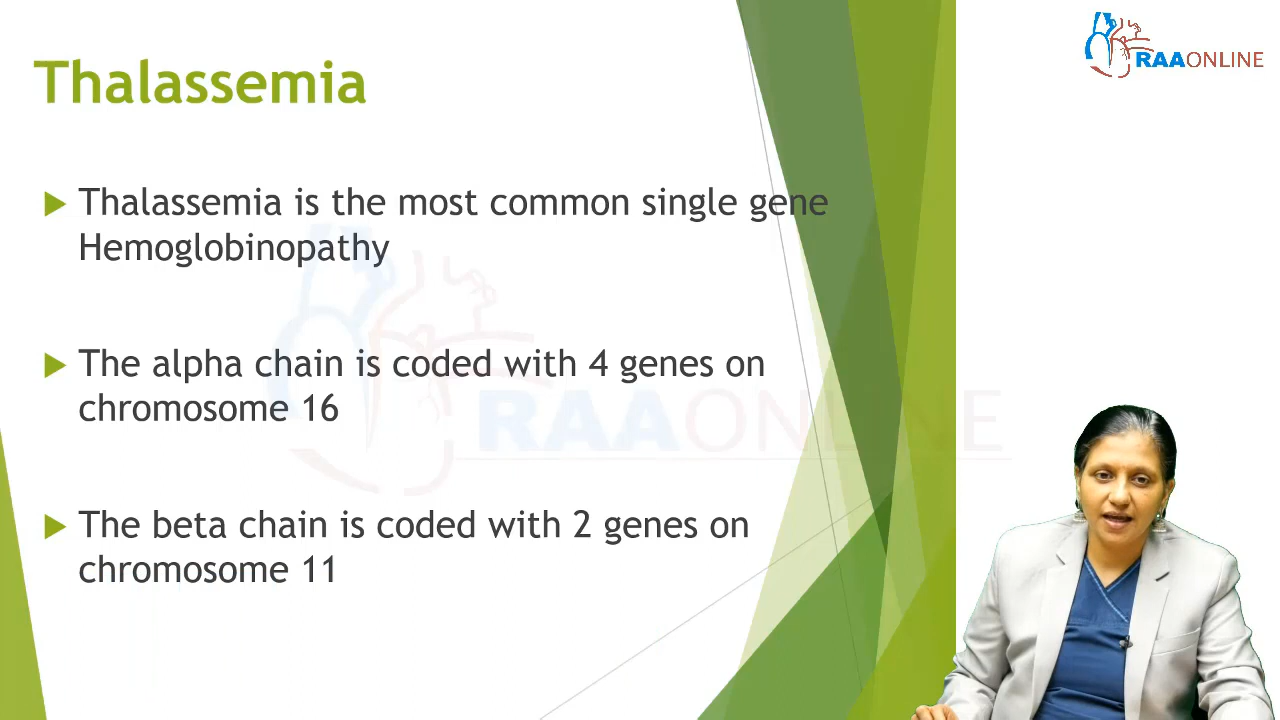 RAAONLINE
Thalassemia
Thalassemia is the most common single gene
Hemoglobinopathy
The alpha chain is coded with 4 genes on
chromosome 16
RAAONLINE
The beta chain is coded with 2 genes on
chromosome 11